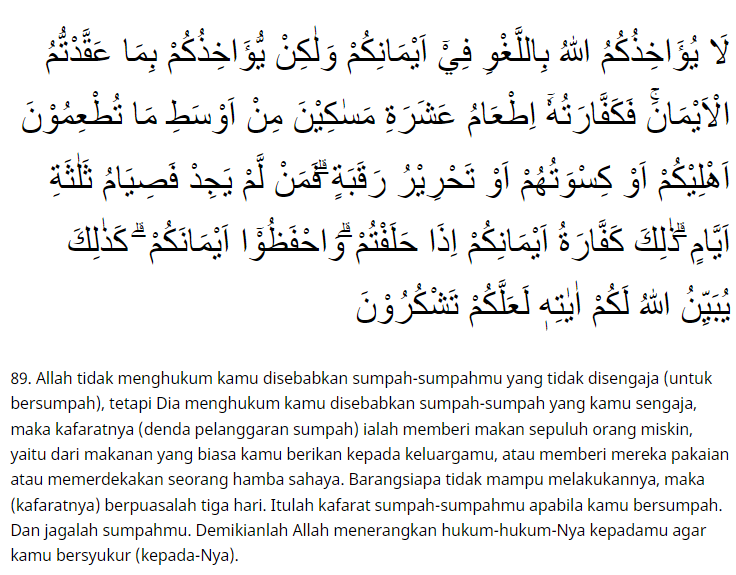 لَا يُؤَاخِذُكُمُ اللّٰهُ بِاللَّغْوِ فِيْٓ اَيْمَانِكُمْ وَلٰكِنْ يُّؤَاخِذُكُمْ بِمَا عَقَّدْتُّمُ
الْاَيْمَانَۚ فَكَفَّارَتُهٗٓ اِطْعَامُ عَشَرَةِ مَسٰكِيْنَ مِنْ اَوْسَطِ مَا تُطْعِمُوْنَ
اَهْلِيْكُمْ اَوْ كِسْوَتُهُمْ اَوْ تَحْرِيْرُ رَقَبَةٍ ۗفَمَنْ لَّمْ يَجِدْ فَصِيَامُ ثَلٰثَةِ
اَيَّامٍ ۗذٰلِكَ كَفَّارَةُ اَيْمَانِكُمْ اِذَا حَلَفْتُمْ ۗوَاحْفَظُوْٓا اَيْمَانَكُمْ ۗ كَذٰلِكَ
يُبَيِّنُ اللّٰهُ لَكُمْ اٰيٰتِهٖ لَعَلَّكُمْ تَشْكُرُوْنَ
89. Allah tidak menghukum kamu disebabkan sumpah-sumpahmu yang tidak disengaja (untuk
bersumpah), tetapi Dia menghukum kamu disebabkan sumpah-sumpah yang kamu sengaja,
maka kafaratnya (denda pelanggaran sumpah) ialah memberi makan sepuluh orang miskin,
yaitu dari makanan yang biasa kamu berikan kepada keluargamu, atau memberi mereka pakaian
atau memerdekakan seorang hamba sahaya. Barangsiapa tidak mampu melakukannya, maka
(kafaratnya) berpuasalah tiga hari. Itulah kafarat sumpah-sumpahmu apabila kamu bersumpah.
Dan jagalah sumpahmu. Demikianlah Allah menerangkan hukum-hukum-Nya kepadamu agar
kamu bersyukur (kepada-Nya).